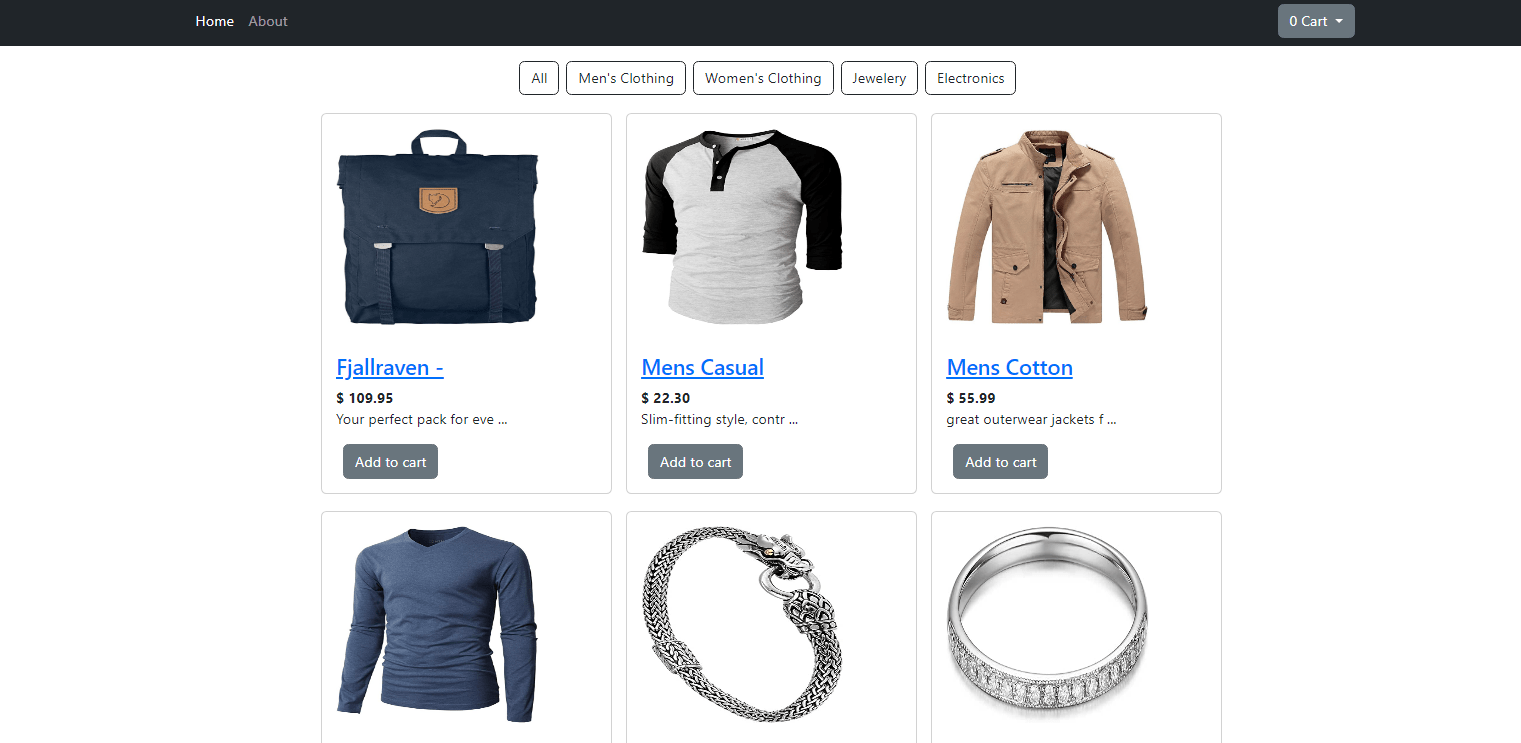 Home About 0 Cart
All Men's Clothing Women's Clothing Jewelery Electronics
Fjallraven -
$ 109.95
Your perfect pack for eve ...
Add to cart
Mens Casual
$ 22.30
Slim-fitting style, contr ...
Add to cart
Mens Cotton
$ 55.99
great outerwear jackets f ...
Add to cart